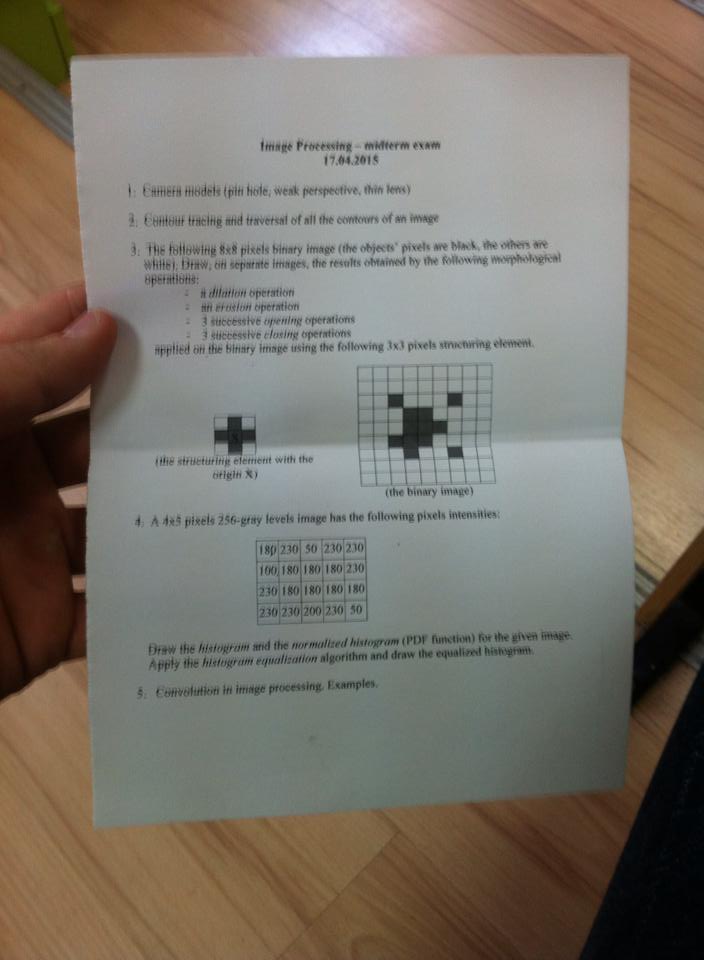 Image Processing – midterm exam
17.04.2015
1. Camera models (pin hole, weak perspective, thin lens)
2. Contour tracing and traversal of all the contours of an image
3. The following 8x8 pixels binary image (the objects' pixels are black, the others are
white). Draw, on separate images, the results obtained by the following morphological
operations:
- a dilation operation
- an erosion operation
- 3 successive opening operations
- 3 successive closing operations
applied on the binary image using the following 3x3 pixels structuring element.
X
(the structuring element with the
origin X)
(the binary image)
4. A 4x5 pixels 256-gray levels image has the following pixels intensities:
180 230 50 230 230
100 180 180 180 230
230 180 180 180 180
230 230 200 230 50
Draw the histogram and the normalized histogram (PDF function) for the given image.
Apply the histogram equalization algorithm and draw the equalized histogram.
5. Convolution in image processing. Examples.